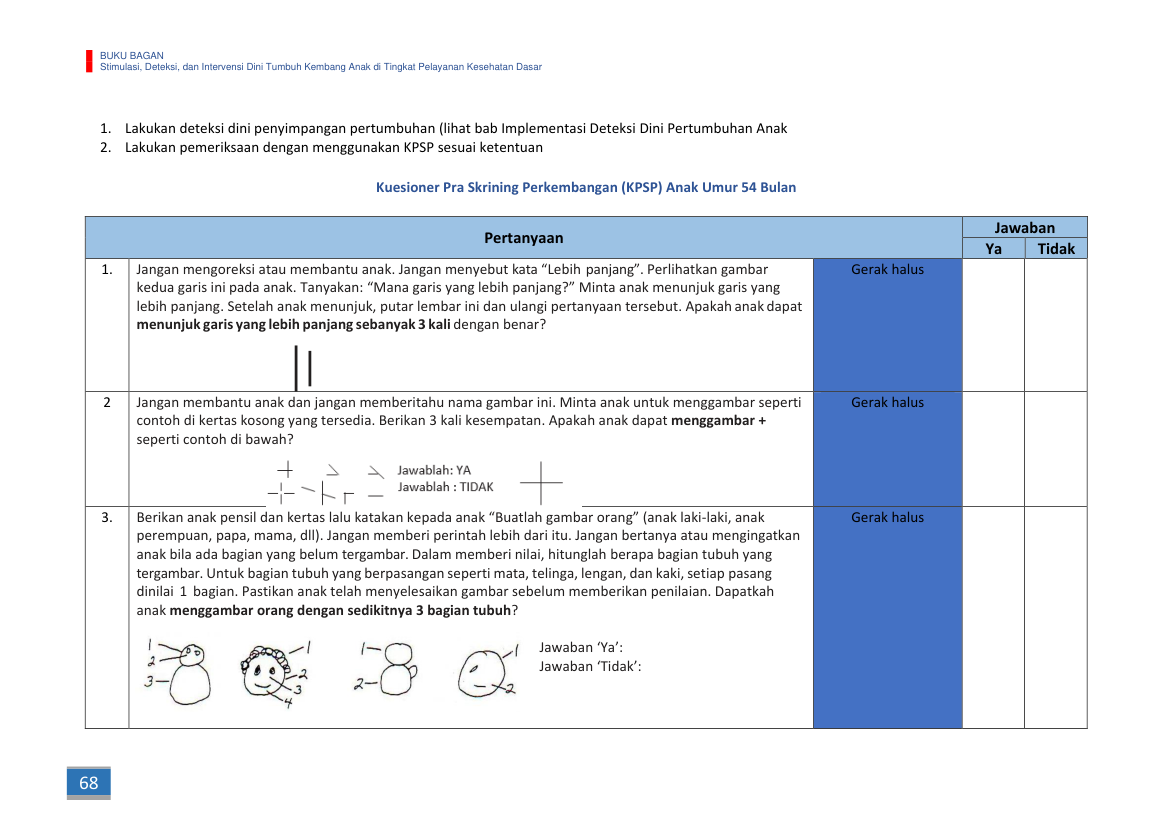 BUKU BAGAN
Stimulasi, Deteksi, dan Intervensi Dini Tumbuh Kembang Anak di Tingkat Pelayanan Kesehatan Dasar
1. Lakukan deteksi dini penyimpangan pertumbuhan (lihat bab Implementasi Deteksi Dini Pertumbuhan Anak
2. Lakukan pemeriksaan dengan menggunakan KPSP sesuai ketentuan
Kuesioner Pra Skrining Perkembangan (KPSP) Anak Umur 54 Bulan
Pertanyaan
Jawaban
Ya Tidak
1. Jangan mengoreksi atau membantu anak. Jangan menyebut kata “Lebih panjang”. Perlihatkan gambar
kedua garis ini pada anak. Tanyakan: “Mana garis yang lebih panjang?” Minta anak menunjuk garis yang
lebih panjang. Setelah anak menunjuk, putar lembar ini dan ulangi pertanyaan tersebut. Apakah anak dapat
menunjuk garis yang lebih panjang sebanyak 3 kali dengan benar?
Gerak halus
2 Jangan membantu anak dan jangan memberitahu nama gambar ini. Minta anak untuk menggambar seperti
contoh di kertas kosong yang tersedia. Berikan 3 kali kesempatan. Apakah anak dapat menggambar +
seperti contoh di bawah?
Jawablah: YA
Jawablah : TIDAK
Gerak halus
3. Berikan anak pensil dan kertas lalu katakan kepada anak “Buatlah gambar orang” (anak laki-laki, anak
perempuan, papa, mama, dll). Jangan memberi perintah lebih dari itu. Jangan bertanya atau mengingatkan
anak bila ada bagian yang belum tergambar. Dalam memberi nilai, hitunglah berapa bagian tubuh yang
tergambar. Untuk bagian tubuh yang berpasangan seperti mata, telinga, lengan, dan kaki, setiap pasang
dinilai 1 bagian. Pastikan anak telah menyelesaikan gambar sebelum memberikan penilaian. Dapatkah
anak menggambar orang dengan sedikitnya 3 bagian tubuh?
Gerak halus
1
2
3
1
2
3
4
1
2
1
2
Jawaban ‘Ya’:
Jawaban ‘Tidak’:
68